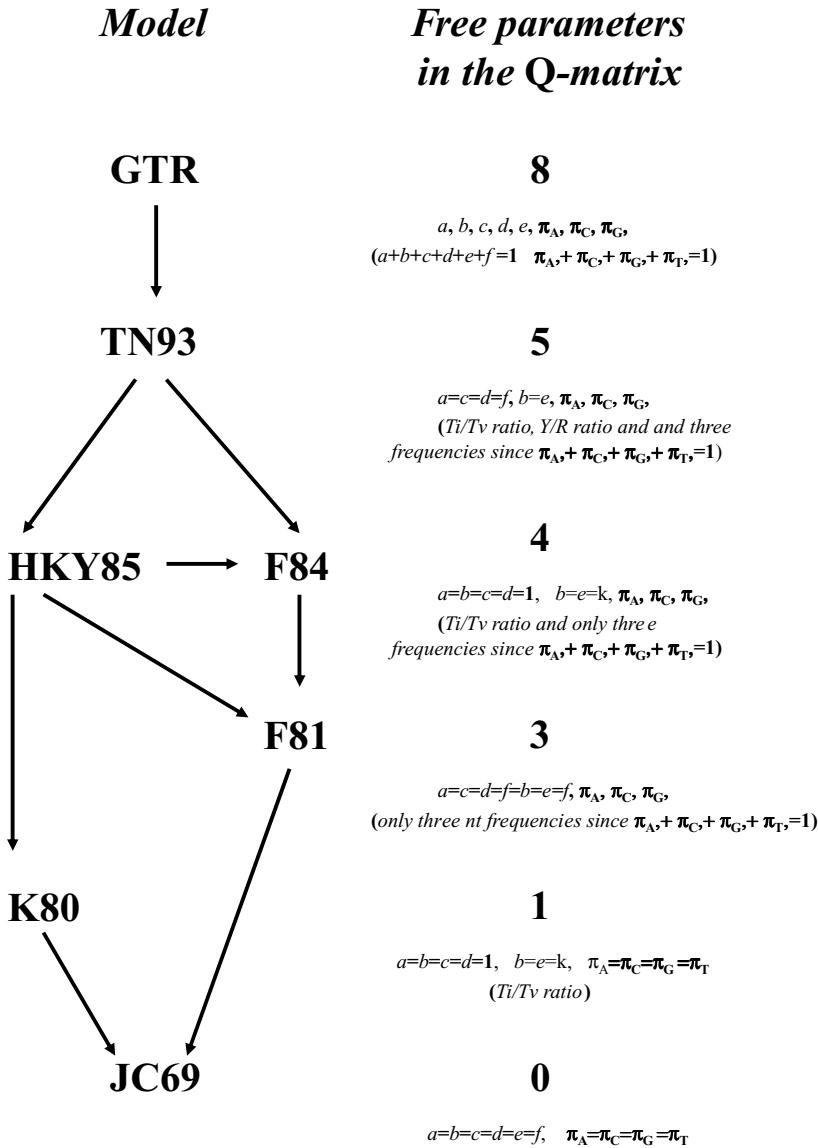 Model
Free parameters
in the Q-matrix
GTR
8
a, b, c, d, e, πA, πC, πG,
(a+b+c+d+e+f=1 πA,+ πC,+ πG,+ πT,=1)
TN93
5
a=c=d=f, b=e, πA, πC, πG,
(Ti/Tv ratio, Y/R ratio and and three
frequencies since πA,+ πC,+ πG,+ πT,=1)
HKY85
F84
4
a=b=c=d=1, b=e=k, πA, πC, πG,
(Ti/Tv ratio and only three
frequencies since πA,+ πC,+ πG,+ πT,=1)
F81
3
a=c=d=f=b=e=f, πA, πC, πG,
(only three nt frequencies since πA,+ πC,+ πG,+ πT,=1)
K80
1
a=b=c=d=1, b=e=k, πA=πC=πG=πT
(Ti/Tv ratio)
JC69
0
a=b=c=d=e=f, πA=πC=πG=πT